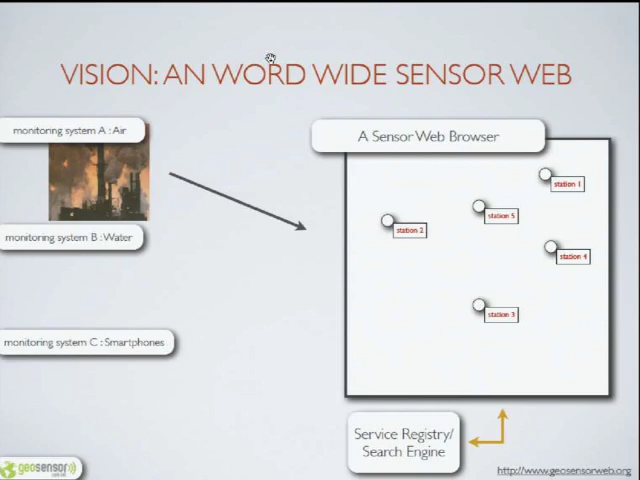 VISION: AN WORD WIDE SENSOR WEB
monitoring system A : Air
A Sensor Web Browser
station 1
station 5
station 2
monitoring system B : Water
station 4
station 3
monitoring system C : Smartphones
Service Registry/
Search Engine
geosensor
http://www.geosensorweb.org